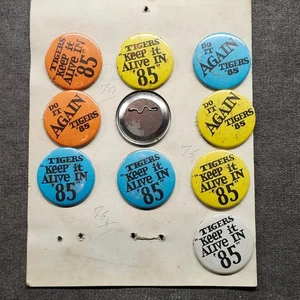 TIGERS
"Keep it
Alive IN
'85"
TIGERS
"Keep it
Alive IN
'85"
DO
IT
AGAIN
TIGERS
'85
DO
IT
AGAIN
TIGERS
'85
DO
IT
AGAIN
TIGERS
'85
TIGERS
"Keep it
Alive IN
'85"
TIGERS
"Keep it
Alive IN
'85"
TIGERS
"Keep it
Alive IN
'85"
TIGERS
"Keep it
Alive IN
'85"